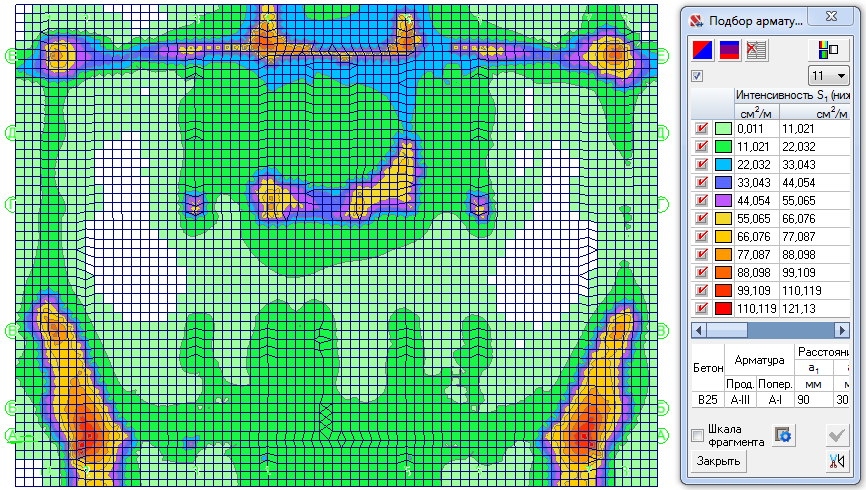 Подбор армату...
11
Интенсивность S1 (ниж
см2/м см2/м
0,011 11,021
11,021 22,032
22,032 33,043
33,043 44,054
44,054 55,065
55,065 66,076
66,076 77,087
77,087 88,098
88,098 99,109
99,109 110,119
110,119 121,13
Бетон Арматура Расстояни
a1
Прод. Попер. мм
B25 A-III A-I 90 30
Шкала
фрагмента
Закрыть